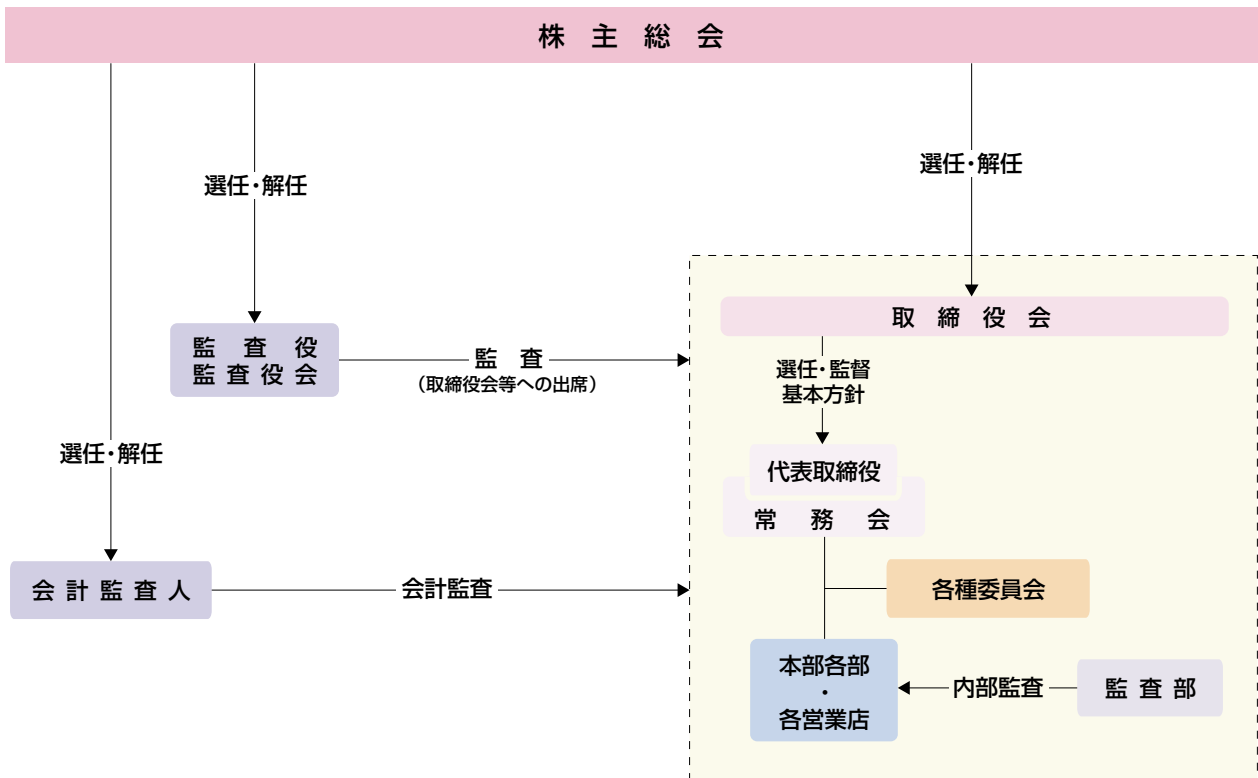 株主総会
選任・解任
選任・解任
選任・解任
取締役会
監査役
監査役会
監査
(取締役会等への出席)
選任・監督
基本方針
選任・解任
代表取締役
常務会
会計監査人
会計監査
各種委員会
本部各部
・
各営業店
内部監査
監査部